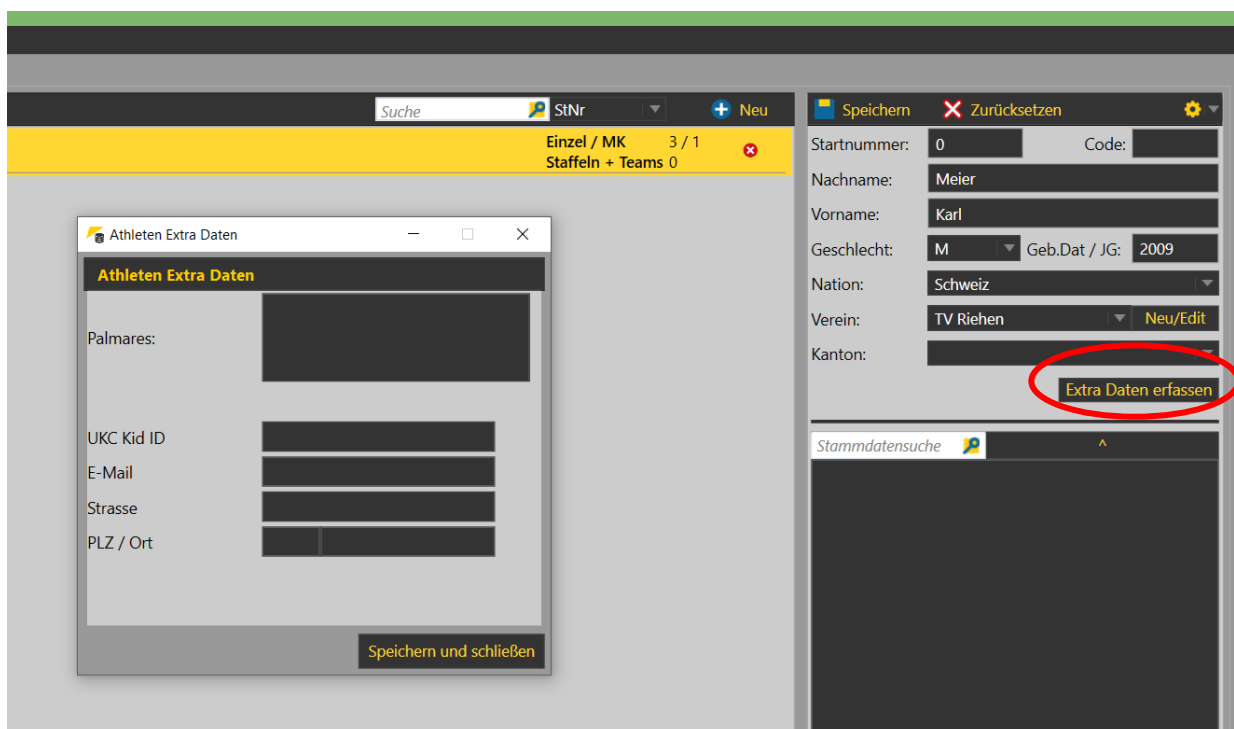 Suche StNr Neu
Einzel / MK 3 / 1
Staffeln + Teams 0
Athleten Extra Daten
Athleten Extra Daten
Palmares:
UKC Kid ID
E-Mail
Strasse
PLZ / Ort
Speichern und schließen
Speichern Zurücksetzen
Startnummer: 0 Code:
Nachname: Meier
Vorname: Karl
Geschlecht: M Geb.Dat / JG: 2009
Nation: Schweiz
Verein: TV Riehen Neu/Edit
Kanton:
Extra Daten erfassen
Stammdatensuche ^